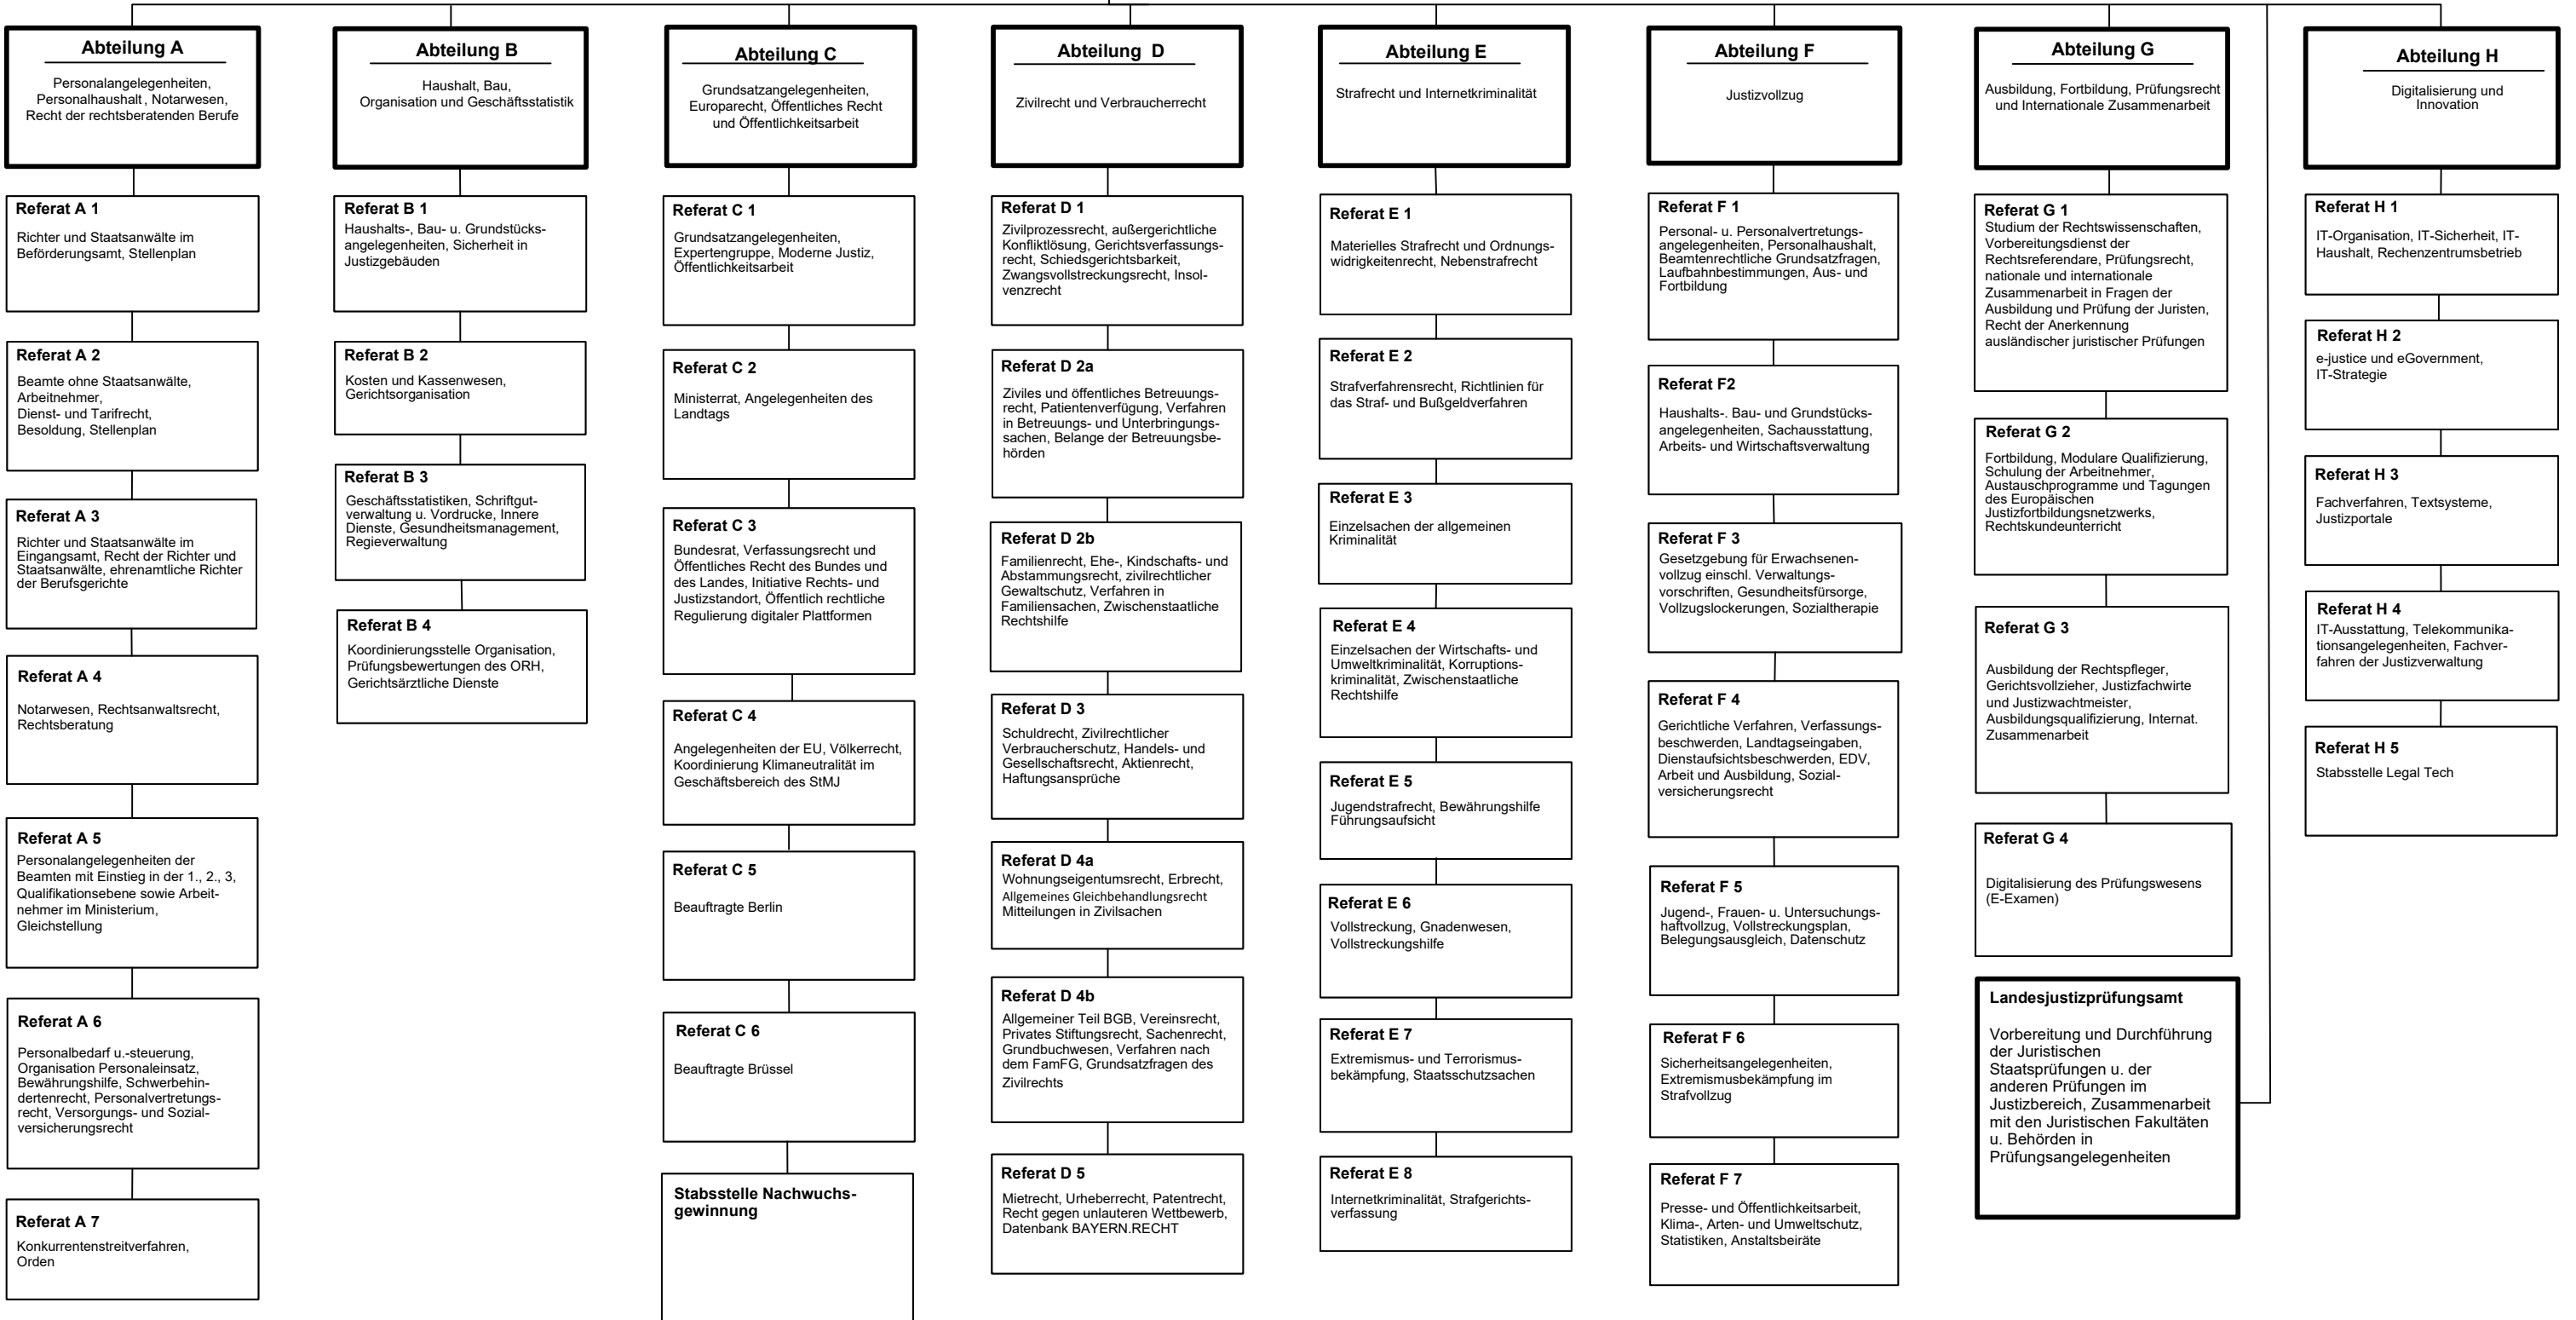 Abteilung A
Personalangelegenheiten,
Personalhaushalt, Notarwesen,
Recht der rechtsberatenden Berufe
Referat A 1
Richter und Staatsanwälte im
Beförderungsamt, Stellenplan
Referat A 2
Beamte ohne Staatsanwälte,
Arbeitnehmer,
Dienst- und Tarifrecht,
Besoldung, Stellenplan
Referat A 3
Richter und Staatsanwälte im
Eingangsamt, Recht der Richter und
Staatsanwälte, ehrenamtliche Richter
der Berufsgerichte
Referat A 4
Notarwesen, Rechtsanwaltsrecht,
Rechtsberatung
Referat A 5
Personalangelegenheiten der
Beamten mit Einstieg in der 1., 2., 3,
Qualifikationsebene sowie Arbeit-
nehmer im Ministerium,
Gleichstellung
Referat A 6
Personalbedarf u.-steuerung,
Organisation Personaleinsatz,
Bewährungshilfe, Schwerbehin-
dertenrecht, Personalvertretungs-
recht, Versorgungs- und Sozial-
versicherungsrecht
Referat A 7
Konkurrentenstreitverfahren,
Orden
Abteilung B
Haushalt, Bau,
Organisation und Geschäftsstatistik
Referat B 1
Haushalts-, Bau- u. Grundstücks-
angelegenheiten, Sicherheit in
Justizgebäuden
Referat B 2
Kosten und Kassenwesen,
Gerichtsorganisation
Referat B 3
Geschäftsstatistiken, Schriftgut-
verwaltung u. Vordrucke, Innere
Dienste, Gesundheitsmanagement,
Regieverwaltung
Referat B 4
Koordinierungsstelle Organisation,
Prüfungsbewertungen des ORH,
Gerichtsärztliche Dienste
Abteilung C
Grundsatzangelegenheiten,
Europarecht, Öffentliches Recht
und Öffentlichkeitsarbeit
Referat C 1
Grundsatzangelegenheiten,
Expertengruppe, Moderne Justiz,
Öffentlichkeitsarbeit
Referat C 2
Ministerrat, Angelegenheiten des
Landtags
Referat C 3
Bundesrat, Verfassungsrecht und
Öffentliches Recht des Bundes und
des Landes, Initiative Rechts- und
Justizstandort, Öffentlich rechtliche
Regulierung digitaler Plattformen
Referat C 4
Angelegenheiten der EU, Völkerrecht,
Koordinierung Klimaneutralität im
Geschäftsbereich des StMJ
Referat C 5
Beauftragte Berlin
Referat C 6
Beauftragte Brüssel
Stabsstelle Nachwuchs-
gewinnung
Abteilung D
Zivilrecht und Verbraucherrecht
Referat D 1
Zivilprozessrecht, außergerichtliche
Konfliktlösung, Gerichtsverfassungs-
recht, Schiedsgerichtsbarkeit,
Zwangsvollstreckungsrecht, Insol-
venzrecht
Referat D 2a
Ziviles und öffentliches Betreuungs-
recht, Patientenverfügung, Verfahren
in Betreuungs- und Unterbringungs-
sachen, Belange der Betreuungsbe-
hörden
Referat D 2b
Familienrecht, Ehe-, Kindschafts- und
Abstammungsrecht, zivilrechtlicher
Gewaltschutz, Verfahren in
Familiensachen, Zwischenstaatliche
Rechtshilfe
Referat D 3
Schuldrecht, Zivilrechtlicher
Verbraucherschutz, Handels- und
Gesellschaftsrecht, Aktienrecht,
Haftungsansprüche
Referat D 4a
Wohnungseigentumsrecht, Erbrecht,
Allgemeines Gleichbehandlungsrecht
Mitteilungen in Zivilsachen
Referat D 4b
Allgemeiner Teil BGB, Vereinsrecht,
Privates Stiftungsrecht, Sachenrecht,
Grundbuchwesen, Verfahren nach
dem FamFG, Grundsatzfragen des
Zivilrechts
Referat D 5
Mietrecht, Urheberrecht, Patentrecht,
Recht gegen unlauteren Wettbewerb,
Datenbank BAYERN.RECHT
Abteilung E
Strafrecht und Internetkriminalität
Referat E 1
Materielles Strafrecht und Ordnungs-
widrigkeitenrecht, Nebenstrafrecht
Referat E 2
Strafverfahrensrecht, Richtlinien für
das Straf- und Bußgeldverfahren
Referat E 3
Einzelsachen der allgemeinen
Kriminalität
Referat E 4
Einzelsachen der Wirtschafts- und
Umweltkriminalität, Korruptions-
kriminalität, Zwischenstaatliche
Rechtshilfe
Referat E 5
Jugendstrafrecht, Bewährungshilfe
Führungsaufsicht
Referat E 6
Vollstreckung, Gnadenwesen,
Vollstreckungshilfe
Referat E 7
Extremismus- und Terrorismus-
bekämpfung, Staatsschutzsachen
Referat E 8
Internetkriminalität, Strafgerichts-
verfassung
Abteilung F
Justizvollzug
Referat F 1
Personal- u. Personalvertretungs-
angelegenheiten, Personalhaushalt,
Beamtenrechtliche Grundsatzfragen,
Laufbahnbestimmungen, Aus- und
Fortbildung
Referat F2
Haushalts-. Bau- und Grundstücks-
angelegenheiten, Sachausstattung,
Arbeits- und Wirtschaftsverwaltung
Referat F 3
Gesetzgebung für Erwachsenen-
vollzug einschl. Verwaltungs-
vorschriften, Gesundheitsfürsorge,
Vollzugslockerungen, Sozialtherapie
Referat F 4
Gerichtliche Verfahren, Verfassungs-
beschwerden, Landtagseingaben,
Dienstaufsichtsbeschwerden, EDV,
Arbeit und Ausbildung, Sozial-
versicherungsrecht
Referat F 5
Jugend-, Frauen- u. Untersuchungs-
haftvollzug, Vollstreckungsplan,
Belegungsausgleich, Datenschutz
Referat F 6
Sicherheitsangelegenheiten,
Extremismusbekämpfung im
Strafvollzug
Referat F 7
Presse- und Öffentlichkeitsarbeit,
Klima-, Arten- und Umweltschutz,
Statistiken, Anstaltsbeiräte
Abteilung G
Ausbildung, Fortbildung, Prüfungsrecht
und Internationale Zusammenarbeit
Referat G 1
Studium der Rechtswissenschaften,
Vorbereitungsdienst der
Rechtsreferendare, Prüfungsrecht,
nationale und internationale
Zusammenarbeit in Fragen der
Ausbildung und Prüfung der Juristen,
Recht der Anerkennung
ausländischer juristischer Prüfungen
Referat G 2
Fortbildung, Modulare Qualifizierung,
Schulung der Arbeitnehmer,
Austauschprogramme und Tagungen
des Europäischen
Justizfortbildungsnetzwerks,
Rechtskundeunterricht
Referat G 3
Ausbildung der Rechtspfleger,
Gerichtsvollzieher, Justizfachwirte
und Justizwachtmeister,
Ausbildungsqualifizierung, Internat.
Zusammenarbeit
Referat G 4
Digitalisierung des Prüfungswesens
(E-Examen)
Landesjustizprüfungsamt
Vorbereitung und Durchführung
der Juristischen
Staatsprüfungen u. der
anderen Prüfungen im
Justizbereich, Zusammenarbeit
mit den Juristischen Fakultäten
u. Behörden in
Prüfungsangelegenheiten
Abteilung H
Digitalisierung und
Innovation
Referat H 1
IT-Organisation, IT-Sicherheit, IT-
Haushalt, Rechenzentrumsbetrieb
Referat H 2
e-justice und eGovernment,
IT-Strategie
Referat H 3
Fachverfahren, Textsysteme,
Justizportale
Referat H 4
IT-Ausstattung, Telekommunika-
tionsangelegenheiten, Fachver-
fahren der Justizverwaltung
Referat H 5
Stabsstelle Legal Tech